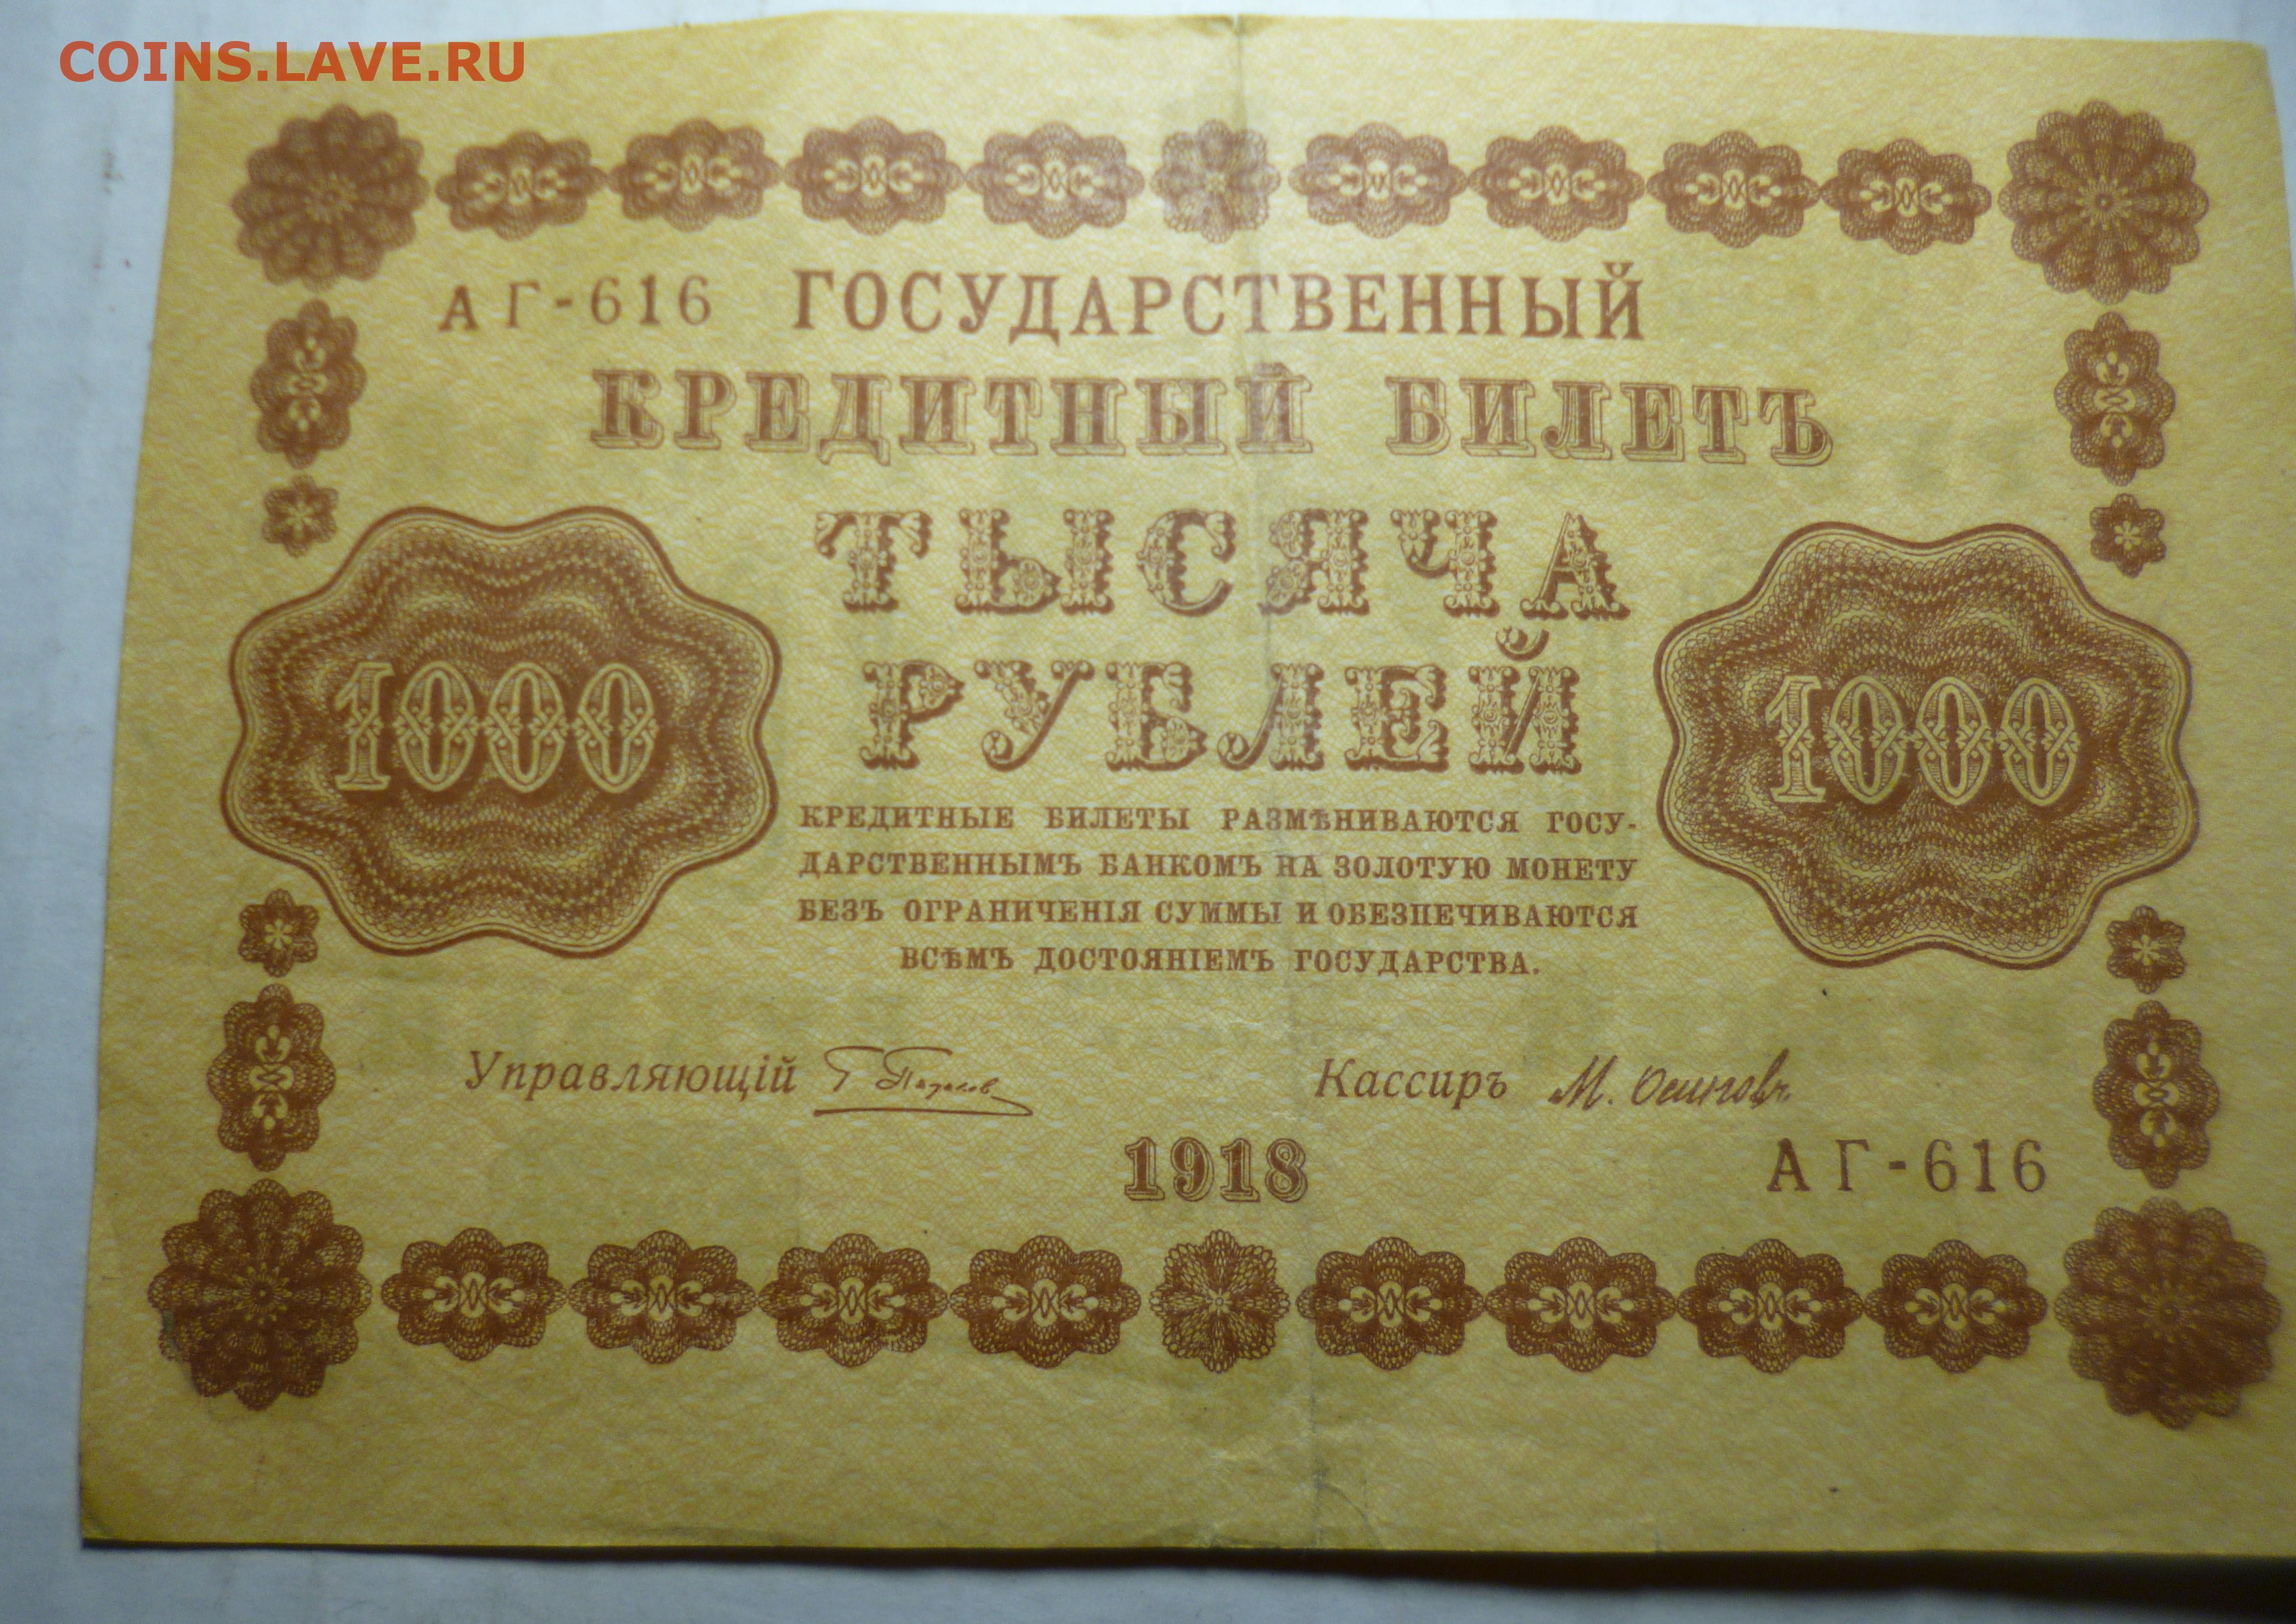 COINS.LAVE.RU
АГ-616 ГОСУДАРСТВЕННЫЙ
КРЕДИТНЫЙ БИЛЕТЪ
1000
ТЫСЯЧА
РУБЛЕЙ
1000
КРЕДИТНЫЕ БИЛЕТЫ РАЗМѢНИВАЮТСЯ ГОСУ-
ДАРСТВЕННЫМЪ БАНКОМЪ НА ЗОЛОТУЮ МОНЕТУ
БЕЗЪ ОГРАНИЧЕНІЯ СУММЫ И ОБЕЗПЕЧИВАЮТСЯ
ВСѢМЪ ДОСТОЯНІЕМЪ ГОСУДАРСТВА.
Управляющій Кассиръ М. Осиповъ
1918
АГ-616